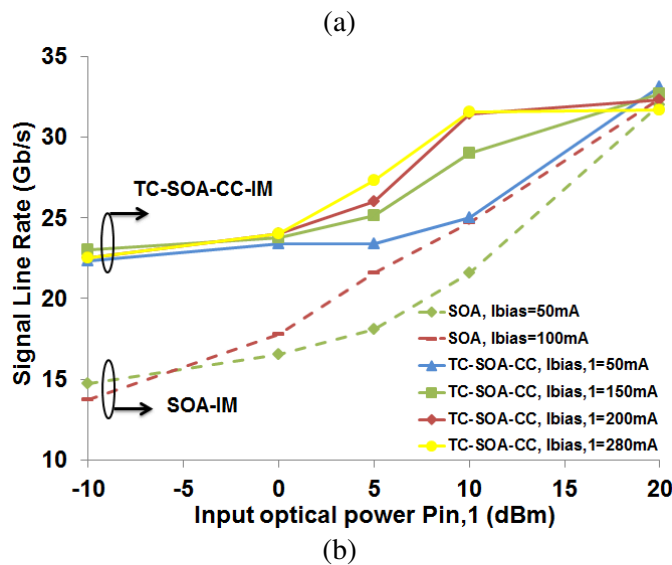 (a)
35
30
25
20
15
10
Signal Line Rate (Gb/s)
TC-SOA-CC-IM
SOA-IM
SOA, Ibias=50mA
SOA, Ibias=100mA
TC-SOA-CC, Ibias,1=50mA
TC-SOA-CC, Ibias,1=150mA
TC-SOA-CC, Ibias,1=200mA
TC-SOA-CC, Ibias,1=280mA
-10 -5 0 5 10 15 20
Input optical power Pin,1 (dBm)
(b)